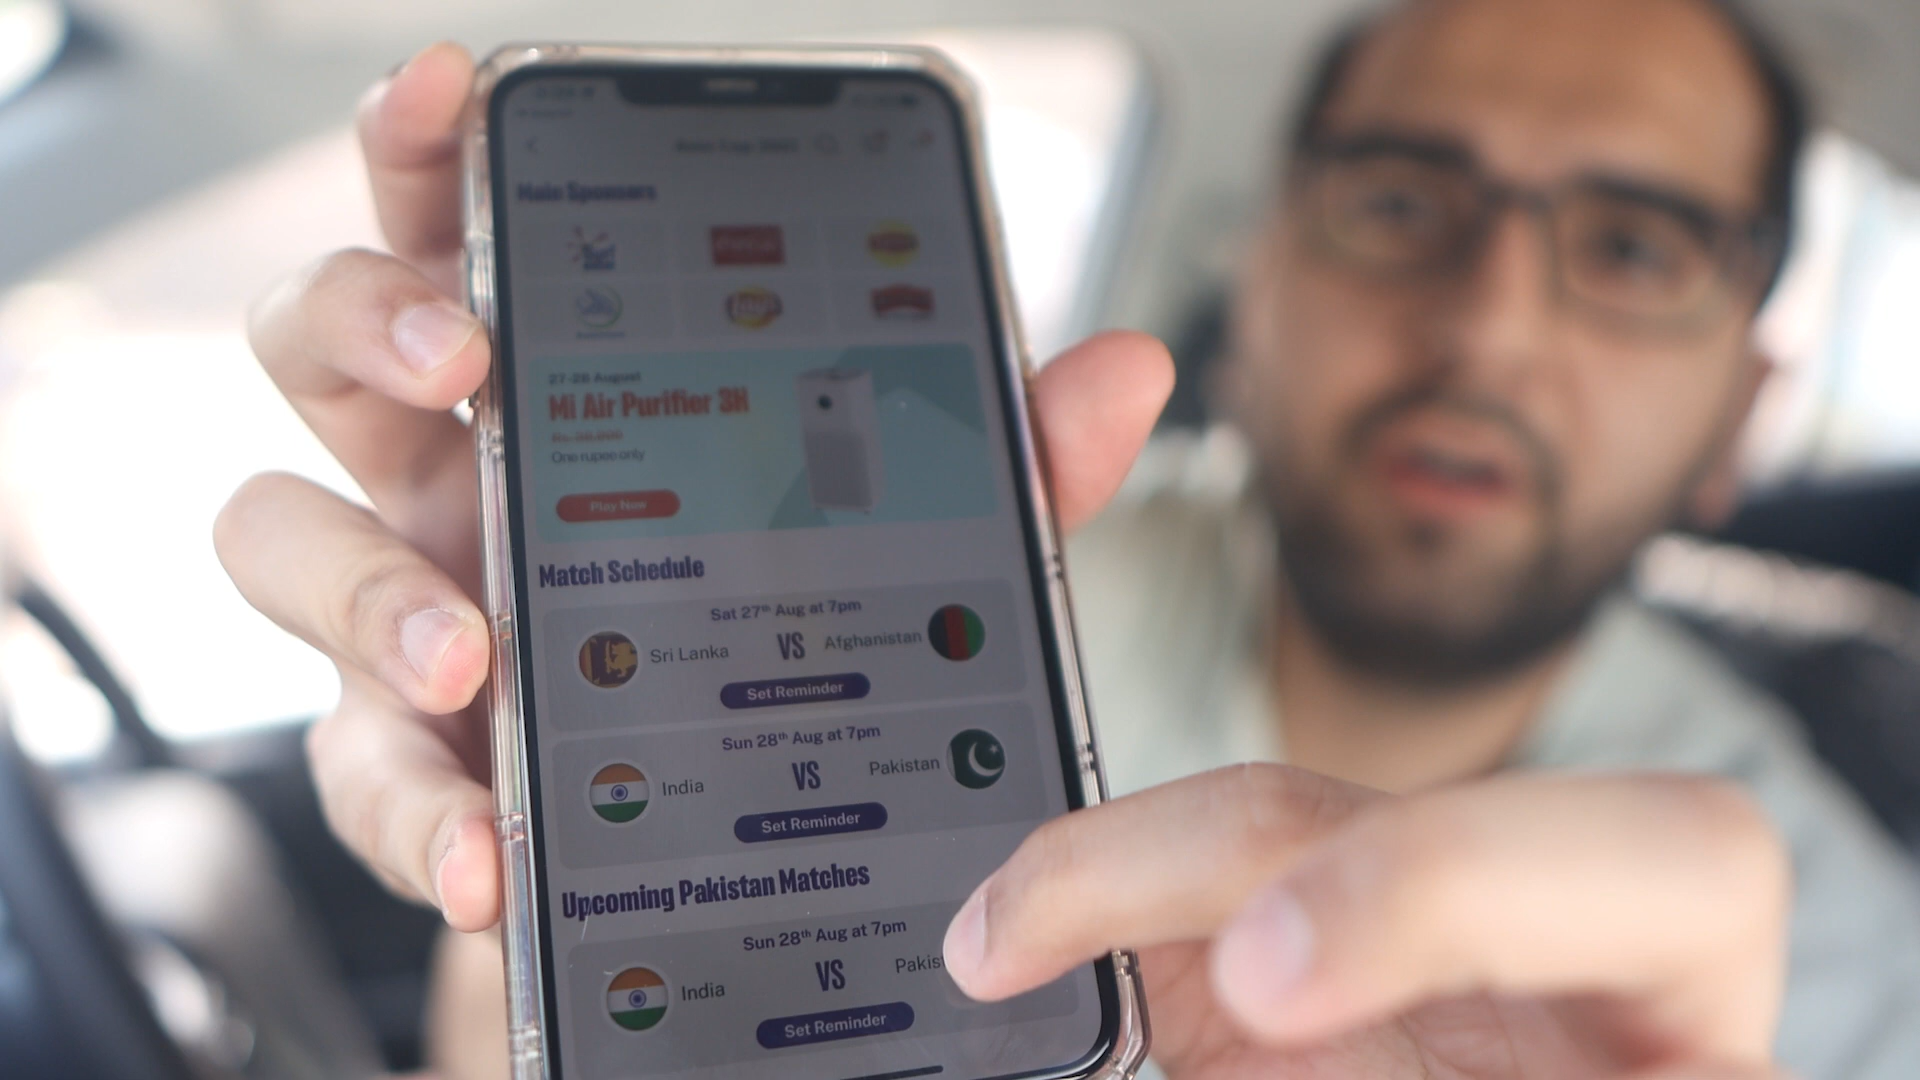 Main Sponsors
27-28 August
Mi Air Purifier 3H
One rupee only
Play Now
Match Schedule
Sat 27th Aug at 7pm
Sri Lanka VS Afghanistan
Set Reminder
Sun 28th Aug at 7pm
India VS Pakistan
Set Reminder
Upcoming Pakistan Matches
Sun 28th Aug at 7pm
India VS Pakis
Set Reminder